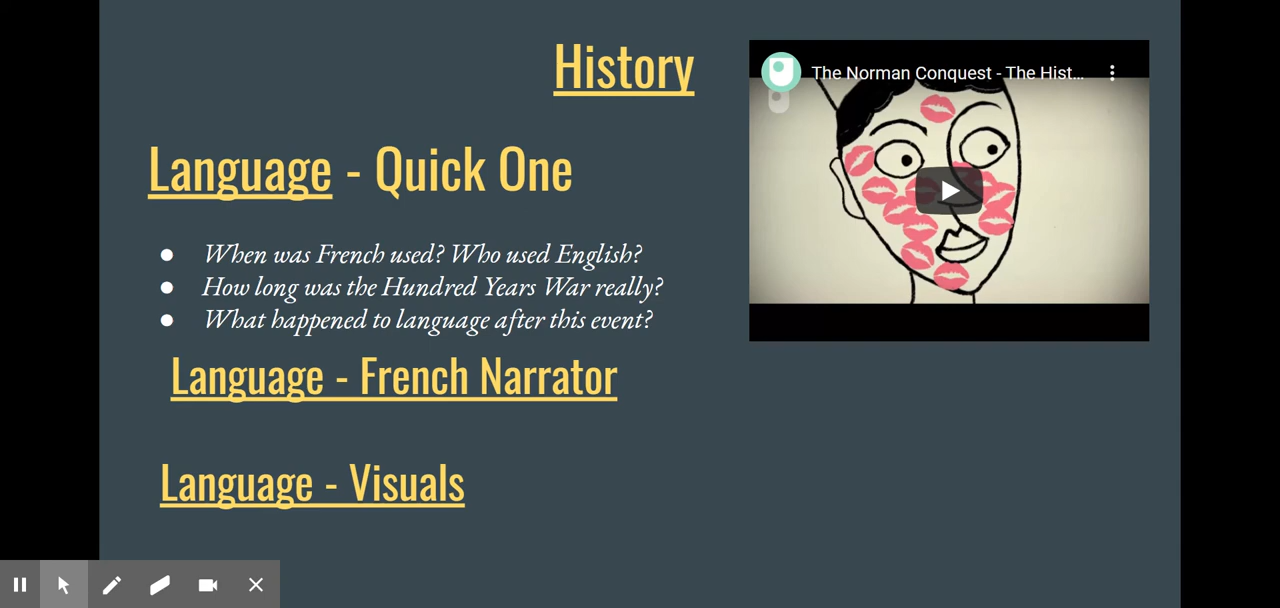 History
The Norman Conquest - The Hist...
Language - Quick One
When was French used? Who used English?
How long was the Hundred Years War really?
What happened to language after this event?
Language - French Narrator
Language - Visuals